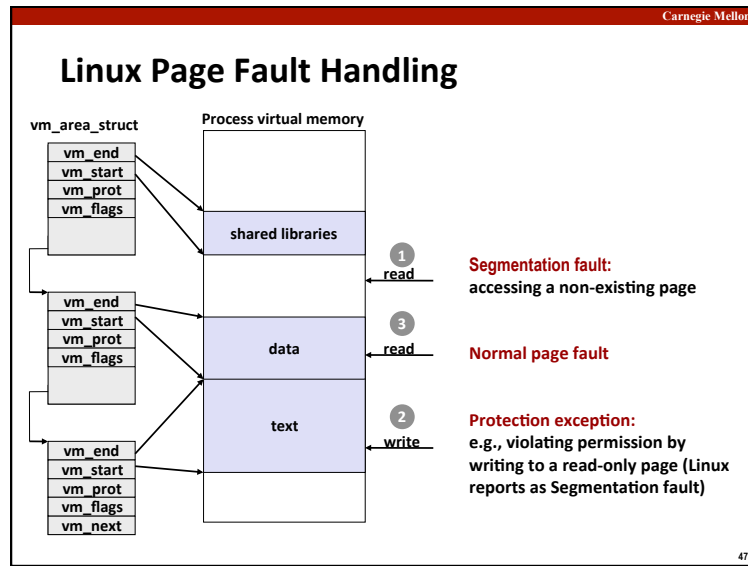 Carnegie Mellon
Linux Page Fault Handling
vm_area_struct
Process virtual memory
vm_end
vm_start
vm_prot
vm_flags
shared libraries
1
read
Segmentation fault:
accessing a non-existing page
vm_end
vm_start
vm_prot
vm_flags
data
3
read
Normal page fault
text
2
write
Protection exception:
e.g., violating permission by
writing to a read-only page (Linux
reports as Segmentation fault)
vm_end
vm_start
vm_prot
vm_flags
vm_next
47